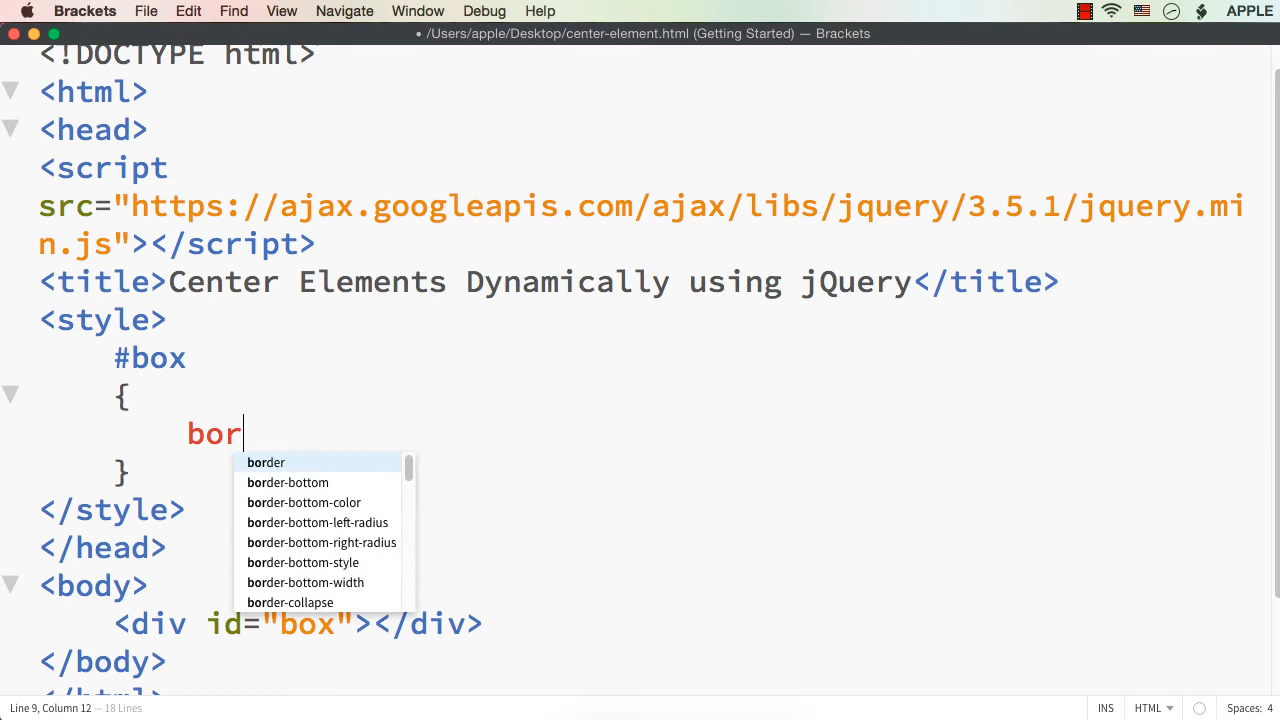 Brackets File Edit Find View Navigate Window Debug Help APPLE
• /Users/apple/Desktop/center-element.html (Getting Started) — Brackets
<!DOCTYPE html>
<html>
<head>
<script
src="https://ajax.googleapis.com/ajax/libs/jquery/3.5.1/jquery.mi
n.js"></script>
<title>Center Elements Dynamically using jQuery</title>
<style>
#box
{
bor
border
border-bottom
}
border-bottom-color
</style>
border-bottom-left-radius
border-bottom-right-radius
</head>
border-bottom-style
border-bottom-width
<body>
border-collapse
<div id="box"></div>
</body>
</html>
Line 9, Column 12 — 18 Lines INS HTML Spaces: 4